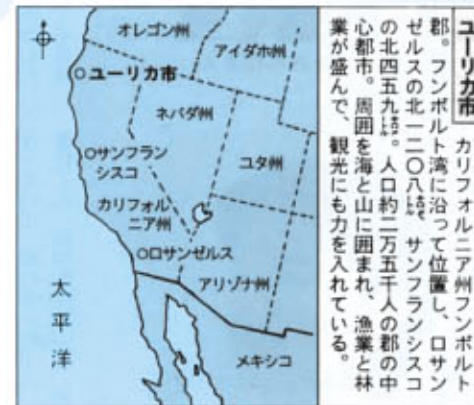 ユーリカ市 カリフォルニア州フンボルト
郡。フンボルト湾に沿って位置し、ロサン
ゼルスの北一二〇八㌔、サンフランシスコ
の北四五九㌔。人口約二万五千人の郡の中
心都市。周囲を海と山に囲まれ、漁業と林
業が盛んで、観光にも力を入れている。
オレゴン州
アイダホ州
ユーリカ市
ネバダ州
サンフラン
シスコ
ユタ州
カリフォル
ニア州
ロサンゼルス
アリゾナ州
太平洋
メキシコ